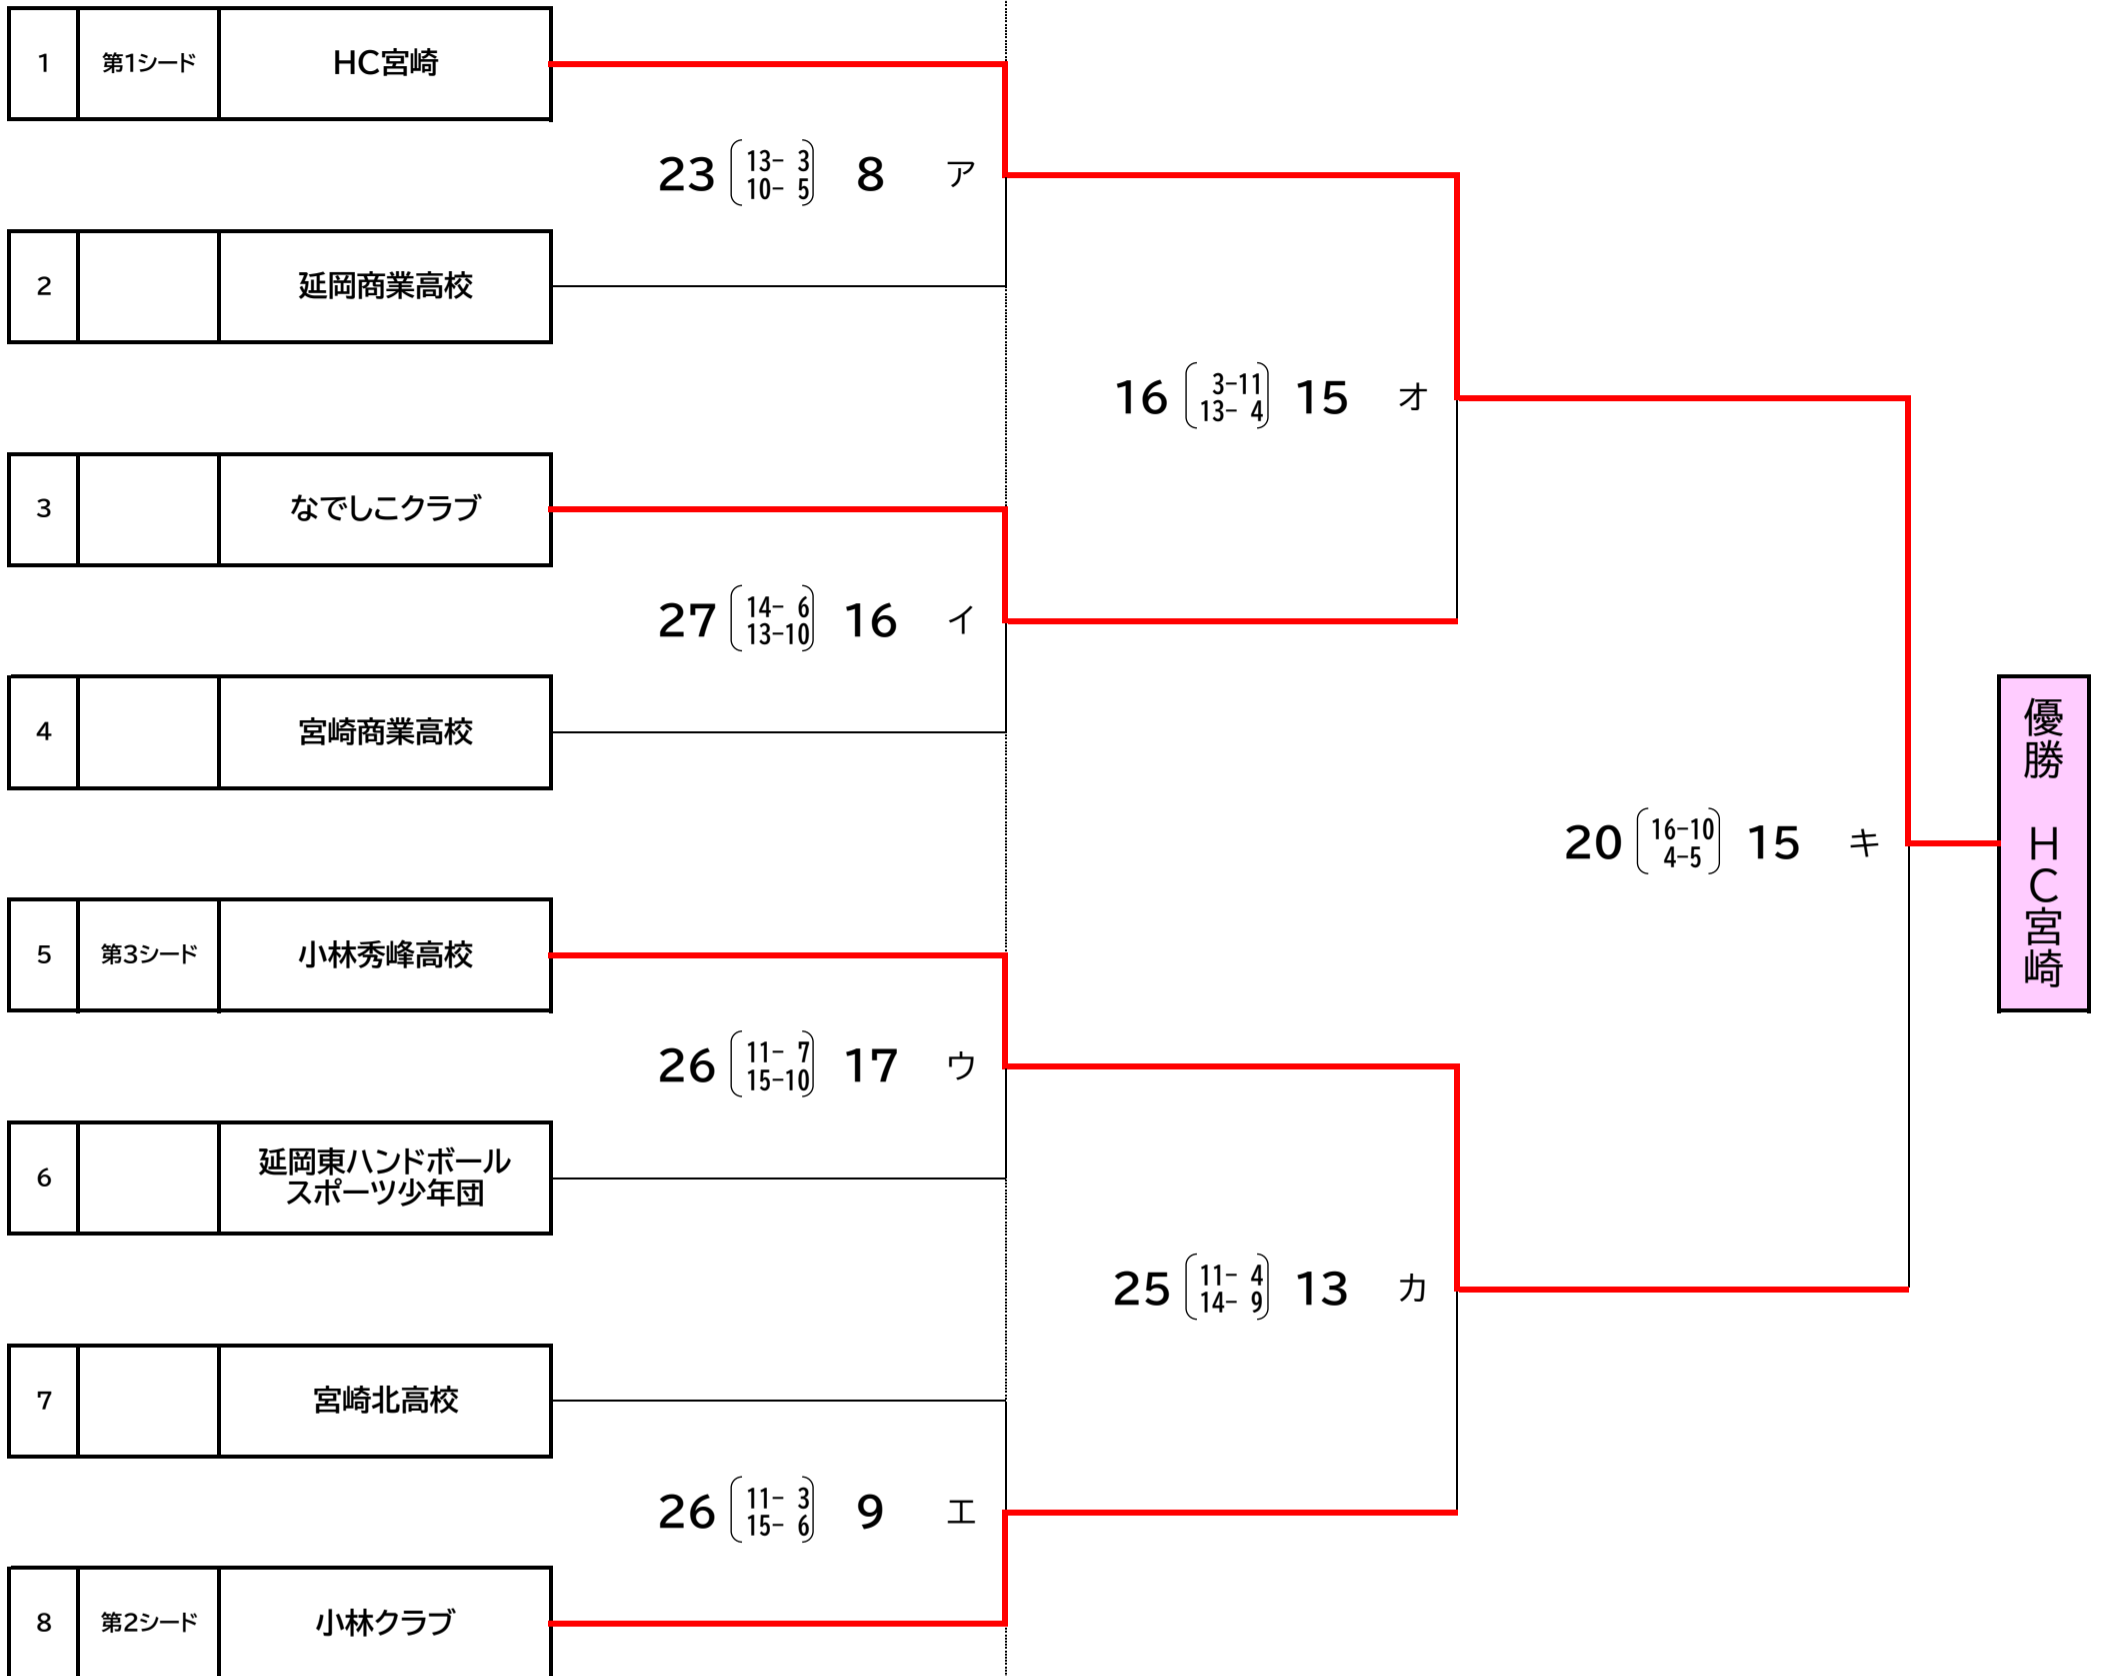 1 第1シード HC宮崎
23 13- 3 8 ア
10- 5
2 延岡商業高校
16 3-11 15 オ
13- 4
3 なでしこクラブ
27 14- 6 16 イ
13-10
4 宮崎商業高校
20 16-10 15 キ
4-5
優勝 HC宮崎
5 第3シード 小林秀峰高校
26 11- 7 17 ウ
15-10
6 延岡東ハンドボール
スポーツ少年団
25 11- 4 13 カ
14- 9
7 宮崎北高校
26 11- 3 9 エ
15- 6
8 第2シード 小林クラブ